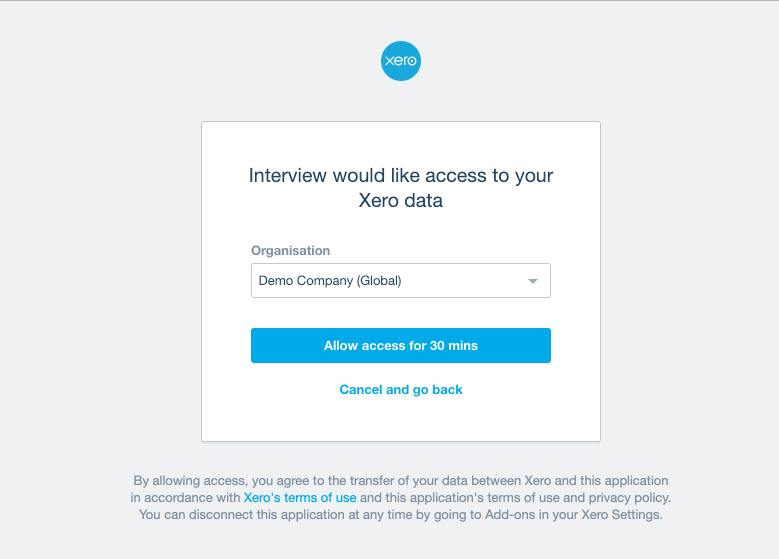 xero
Interview would like access to your
Xero data
Organisation
Demo Company (Global)
Allow access for 30 mins
Cancel and go back
By allowing access, you agree to the transfer of your data between Xero and this application
in accordance with Xero's terms of use and this application's terms of use and privacy policy.
You can disconnect this application at any time by going to Add-ons in your Xero Settings.